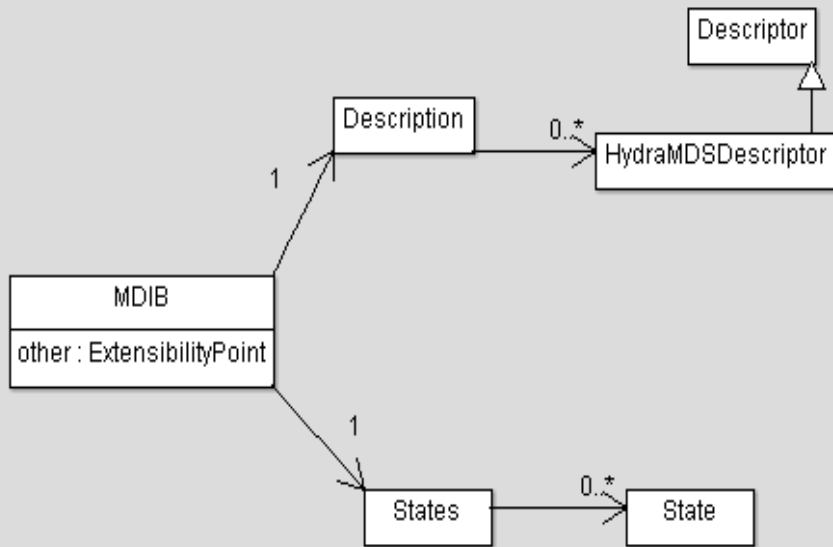 Descriptor
Description
0..*
HydraMDSDescriptor
1
MDIB
other : ExtensibilityPoint
1
0..*
States
State